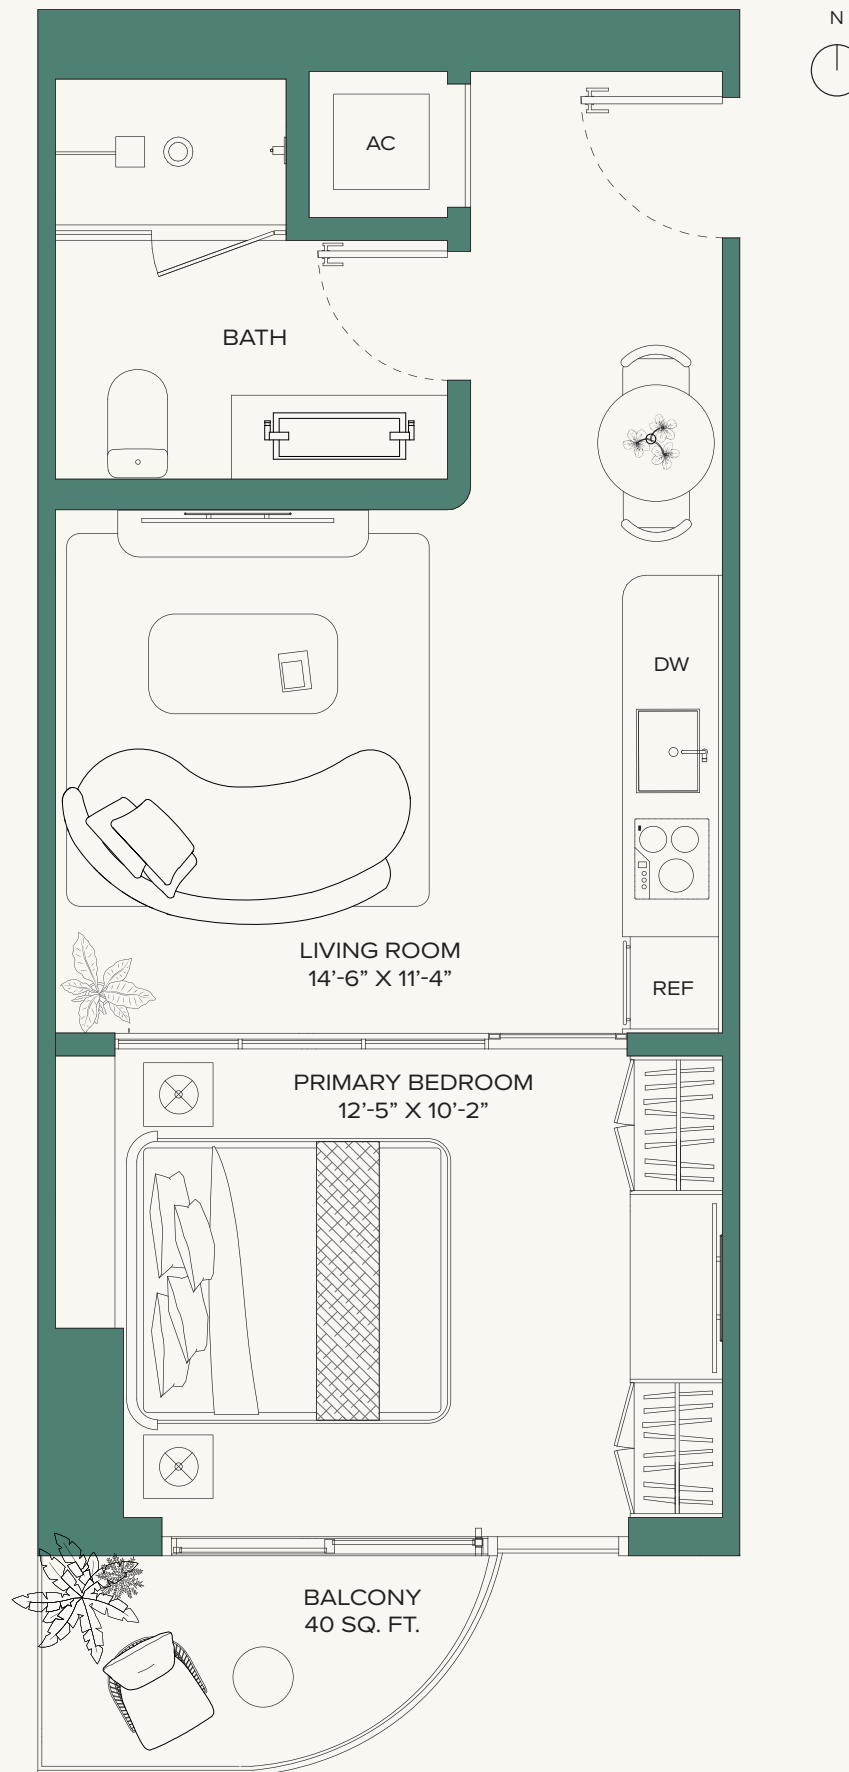 N
AC
BATH
DW
LIVING ROOM
14’-6” X 11’-4”
REF
PRIMARY BEDROOM
12’-5” X 10’-2”
BALCONY
40 SQ. FT.